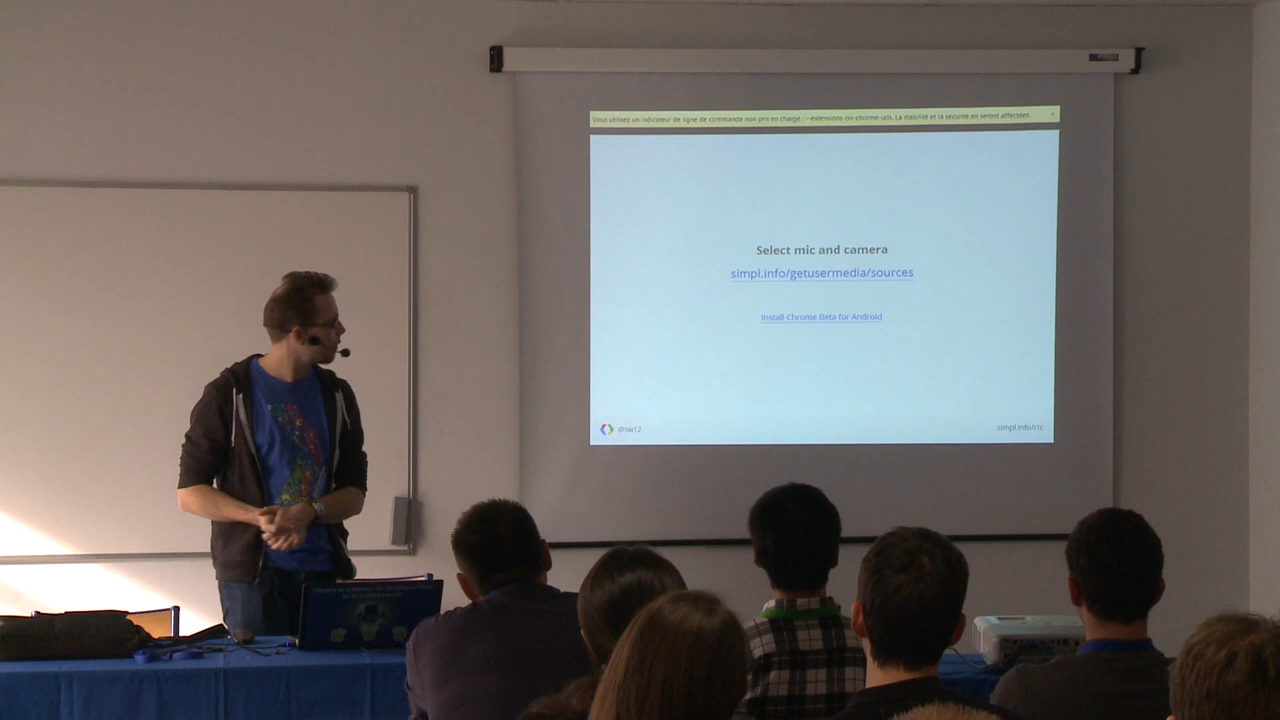 Vous utilisez un indicateur de ligne de commande non pris en charge : --extensions-on-chrome-urls. La stabilité et la sécurité en seront affectées.
Select mic and camera
simpl.info/getusermedia/sources
Install Chrome Beta for Android
@sw12
simpl.info/rtc